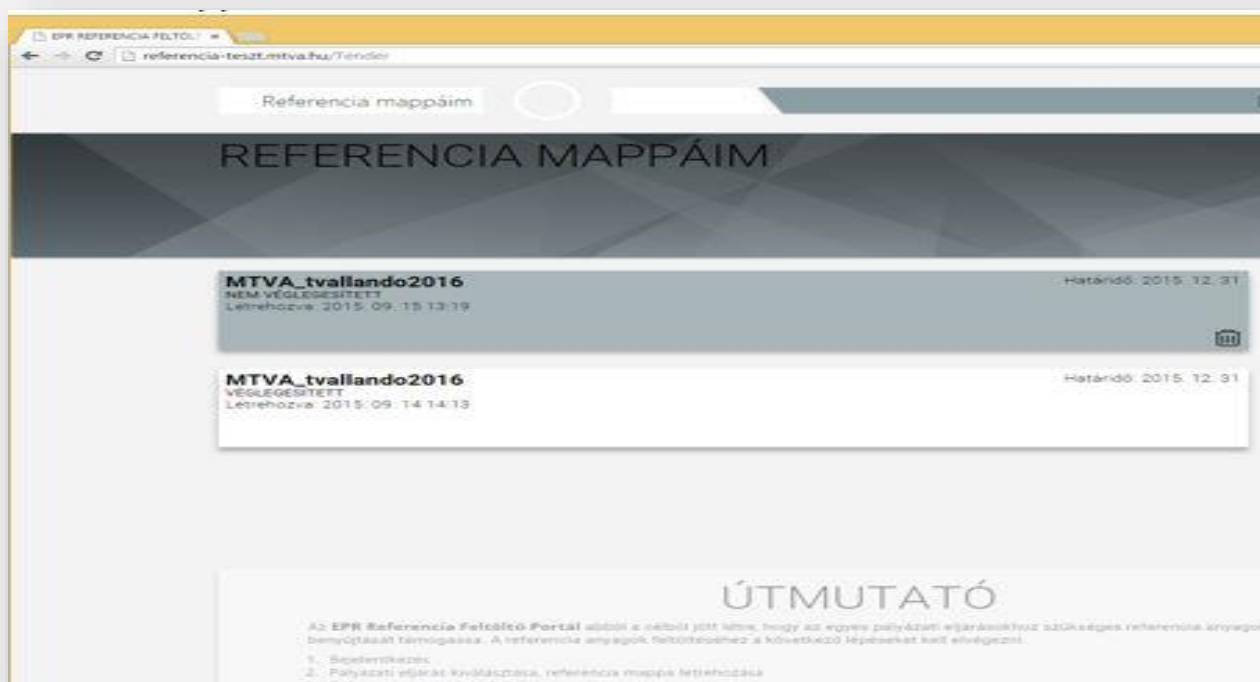 EPR REFERENCIA FELTÖL
referencia-teszt.mtva.hu/Tender
Referencia mappáim
REFERENCIA MAPPÁIM
MTVA_tvallando2016
Határidő: 2015. 12. 31
NEM VÉGLEGESÍTETT
Létrehozva: 2015. 09. 15 13:19
MTVA_tvallando2016
Határidő: 2015. 12. 31
VÉGLEGESÍTETT
Létrehozva: 2015. 09. 14 14:13
ÚTMUTATÓ
Az EPR Referencia Feltöltő Portál abból a célból jött létre, hogy az egyes pályázati eljárásokhoz szükséges referencia
benyújtását támogassa. A referencia anyagok feltöltéséhez a következő lépéseket kell elvégezni:
1. Bejelentkezés
2. Pályázati eljárás kiválasztása, referencia mappa létrehozása